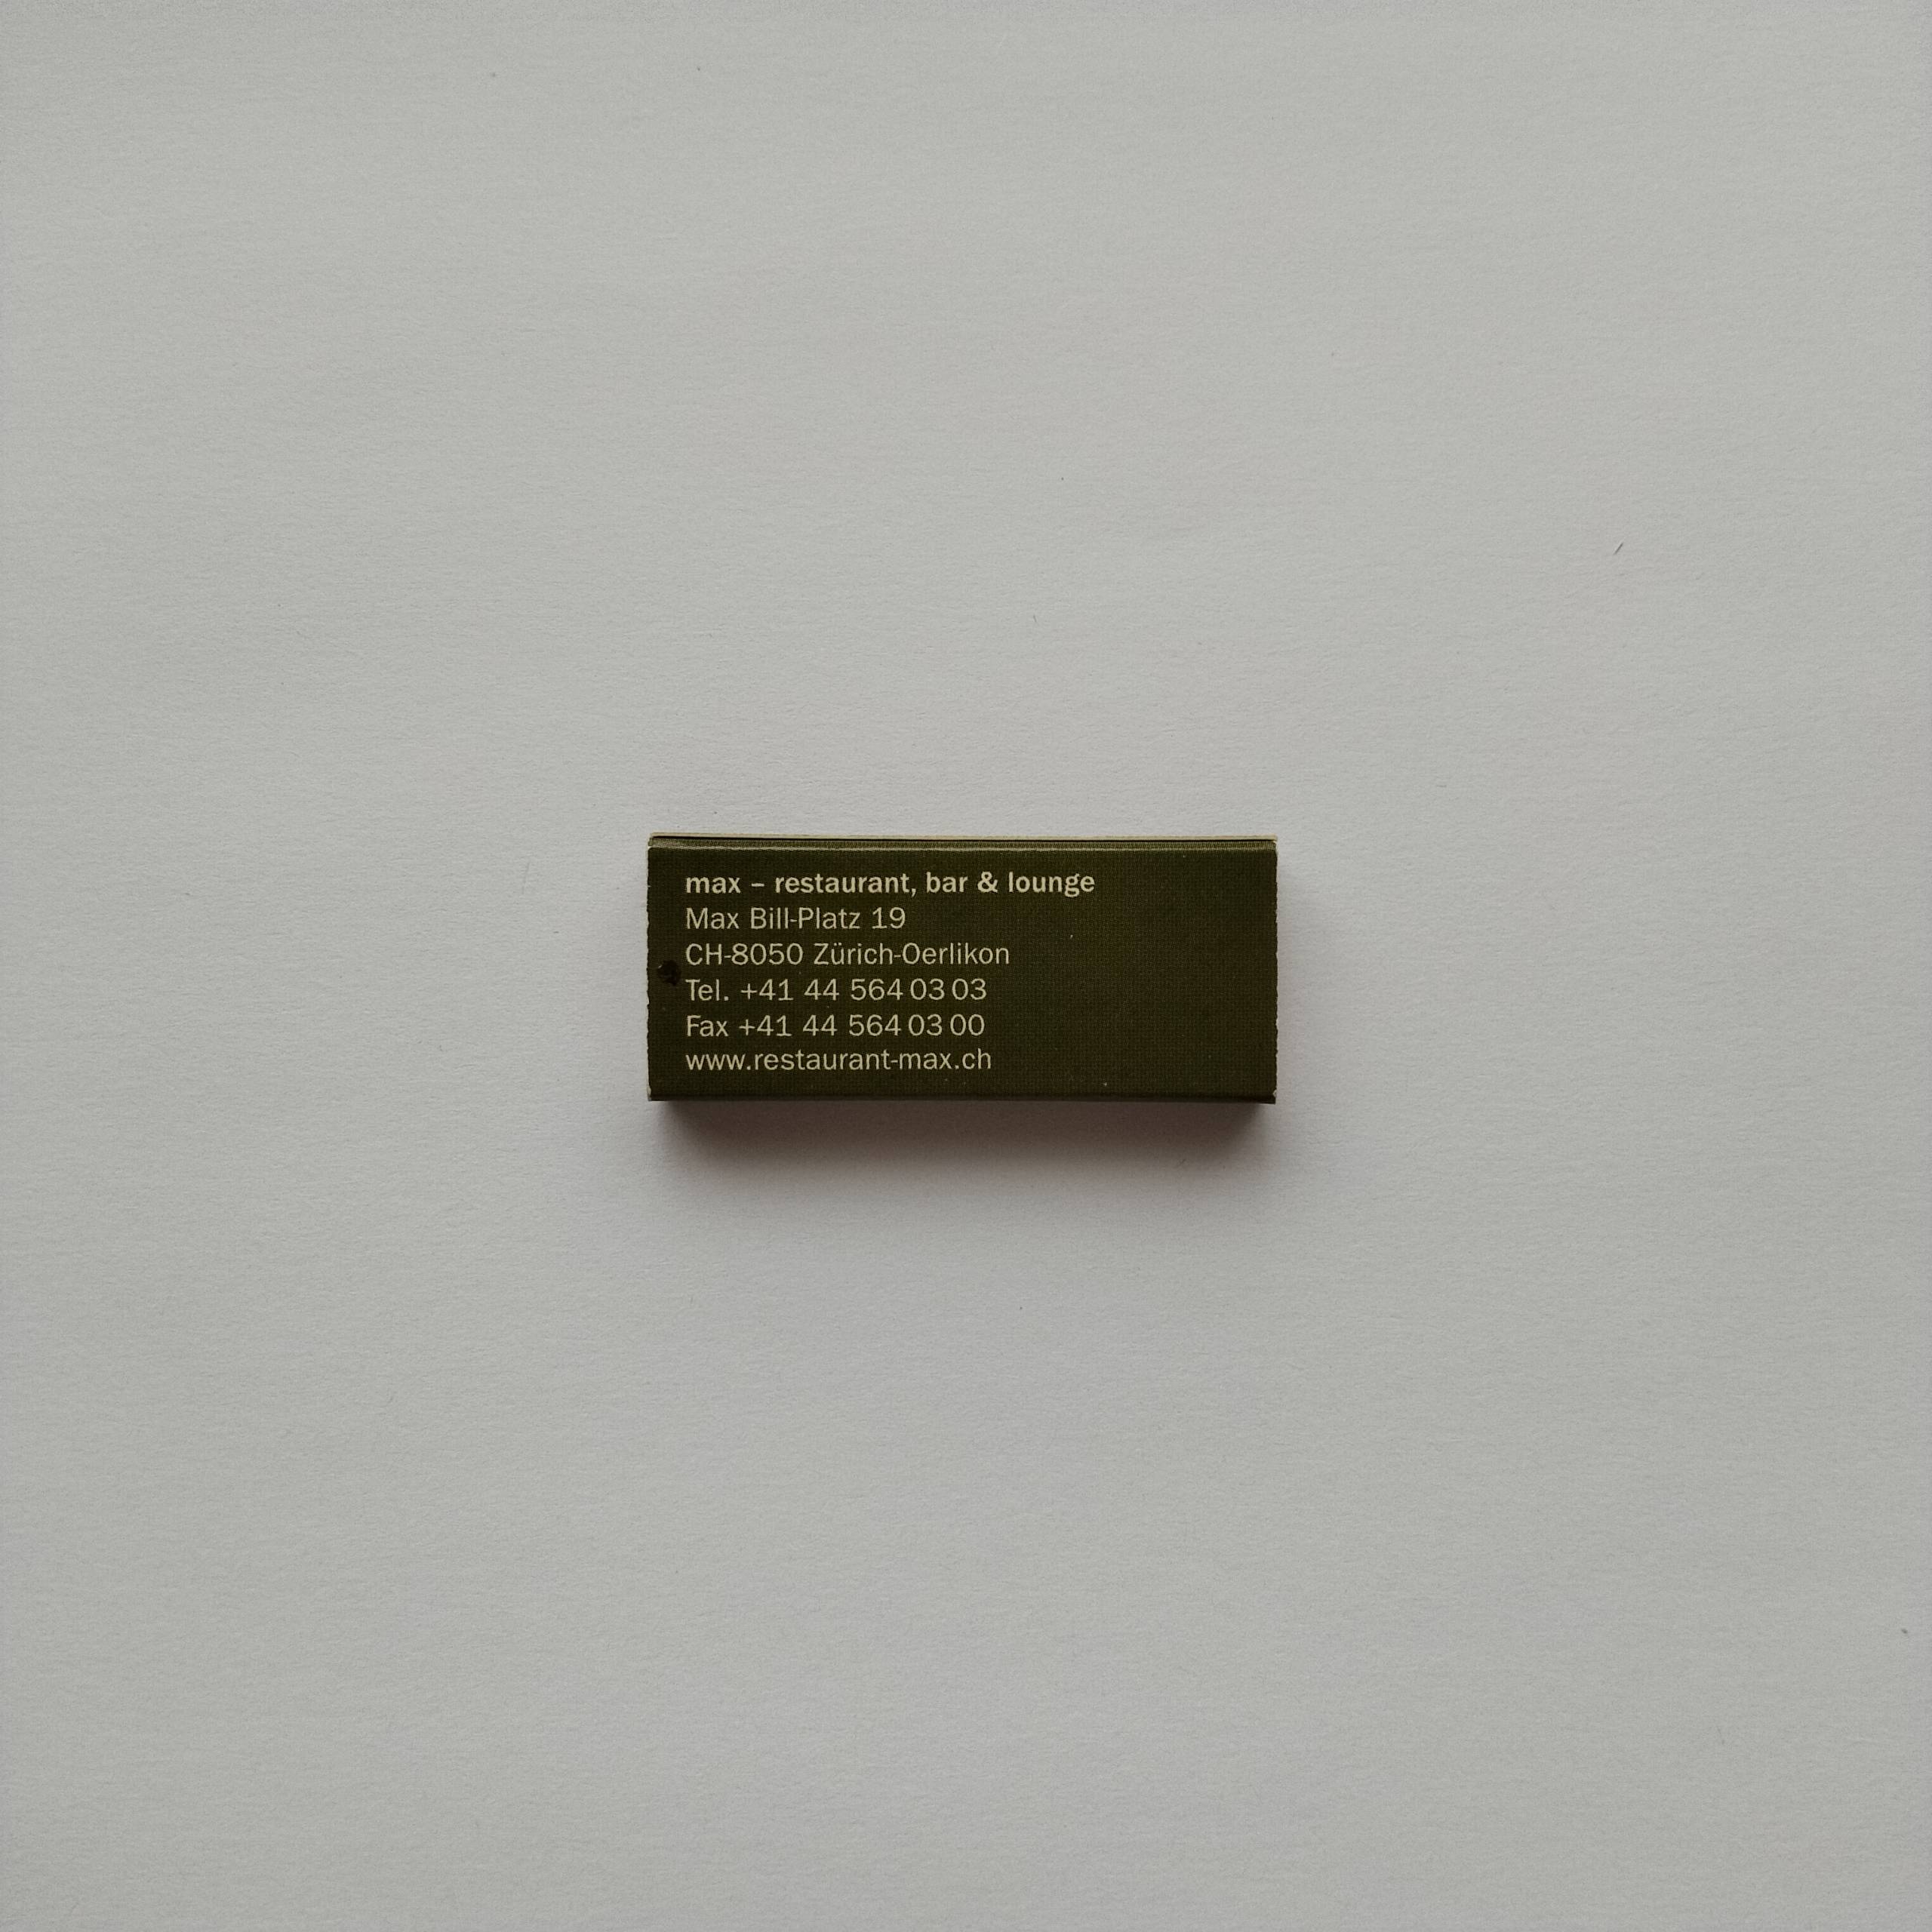 max – restaurant, bar & lounge
Max Bill-Platz 19
CH-8050 Zürich-Oerlikon
Tel. +41 44 564 03 03
Fax +41 44 564 03 00
www.restaurant-max.ch